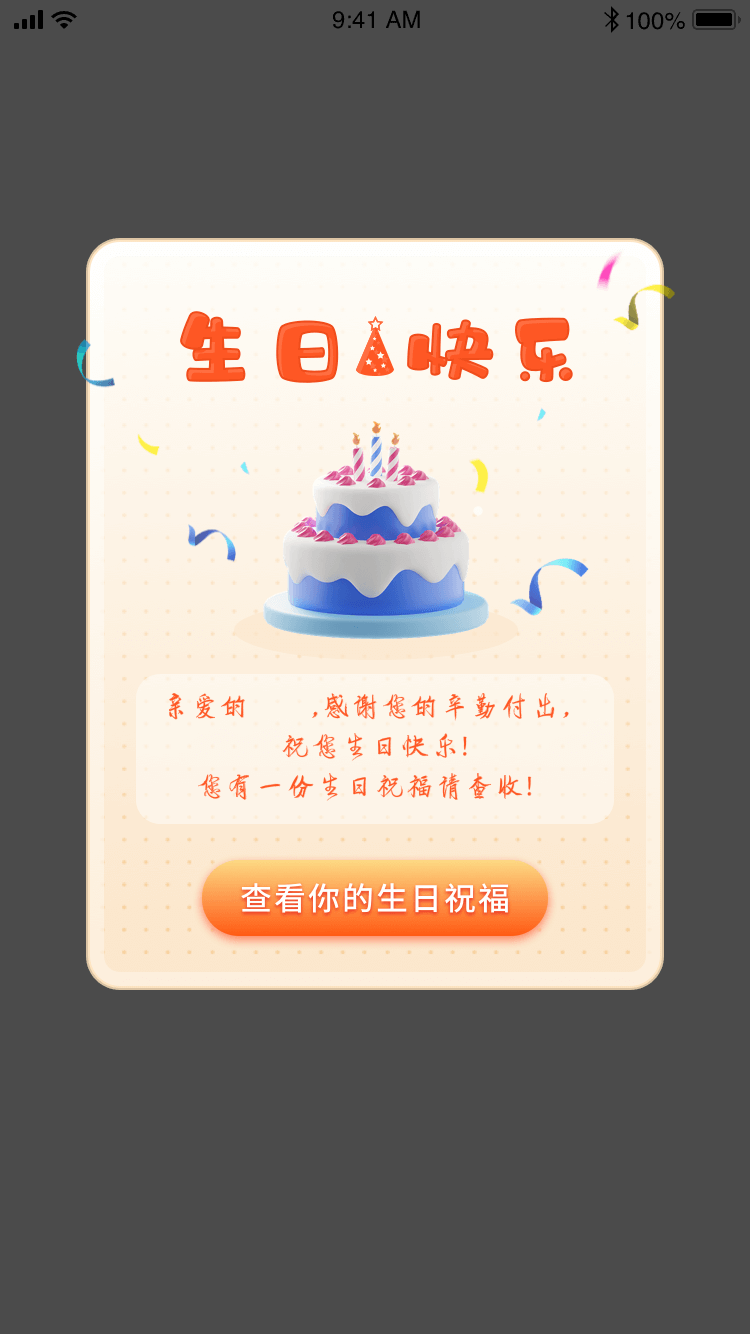 9:41 AM
100%
生日快乐
亲爱的 ,感谢您的辛勤付出,
祝您生日快乐!
您有一份生日祝福请查收!
查看你的生日祝福